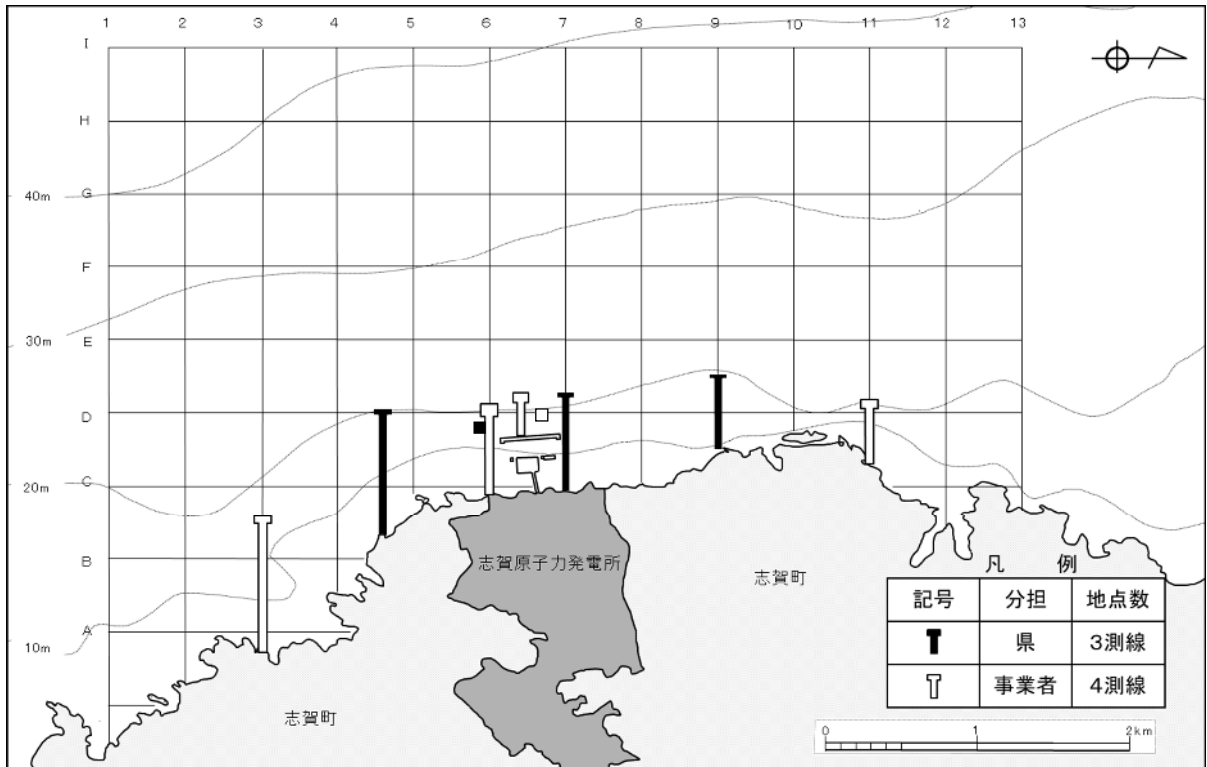 1 2 3 4 5 6 7 8 9 10 11 12 13
I
H
G
40m
F
E
30m
D
C
20m
B
A
10m
志賀原子力発電所
志賀町
志賀町
凡 例
記号 分担 地点数
県 3測線
事業者 4測線
0 1 2km